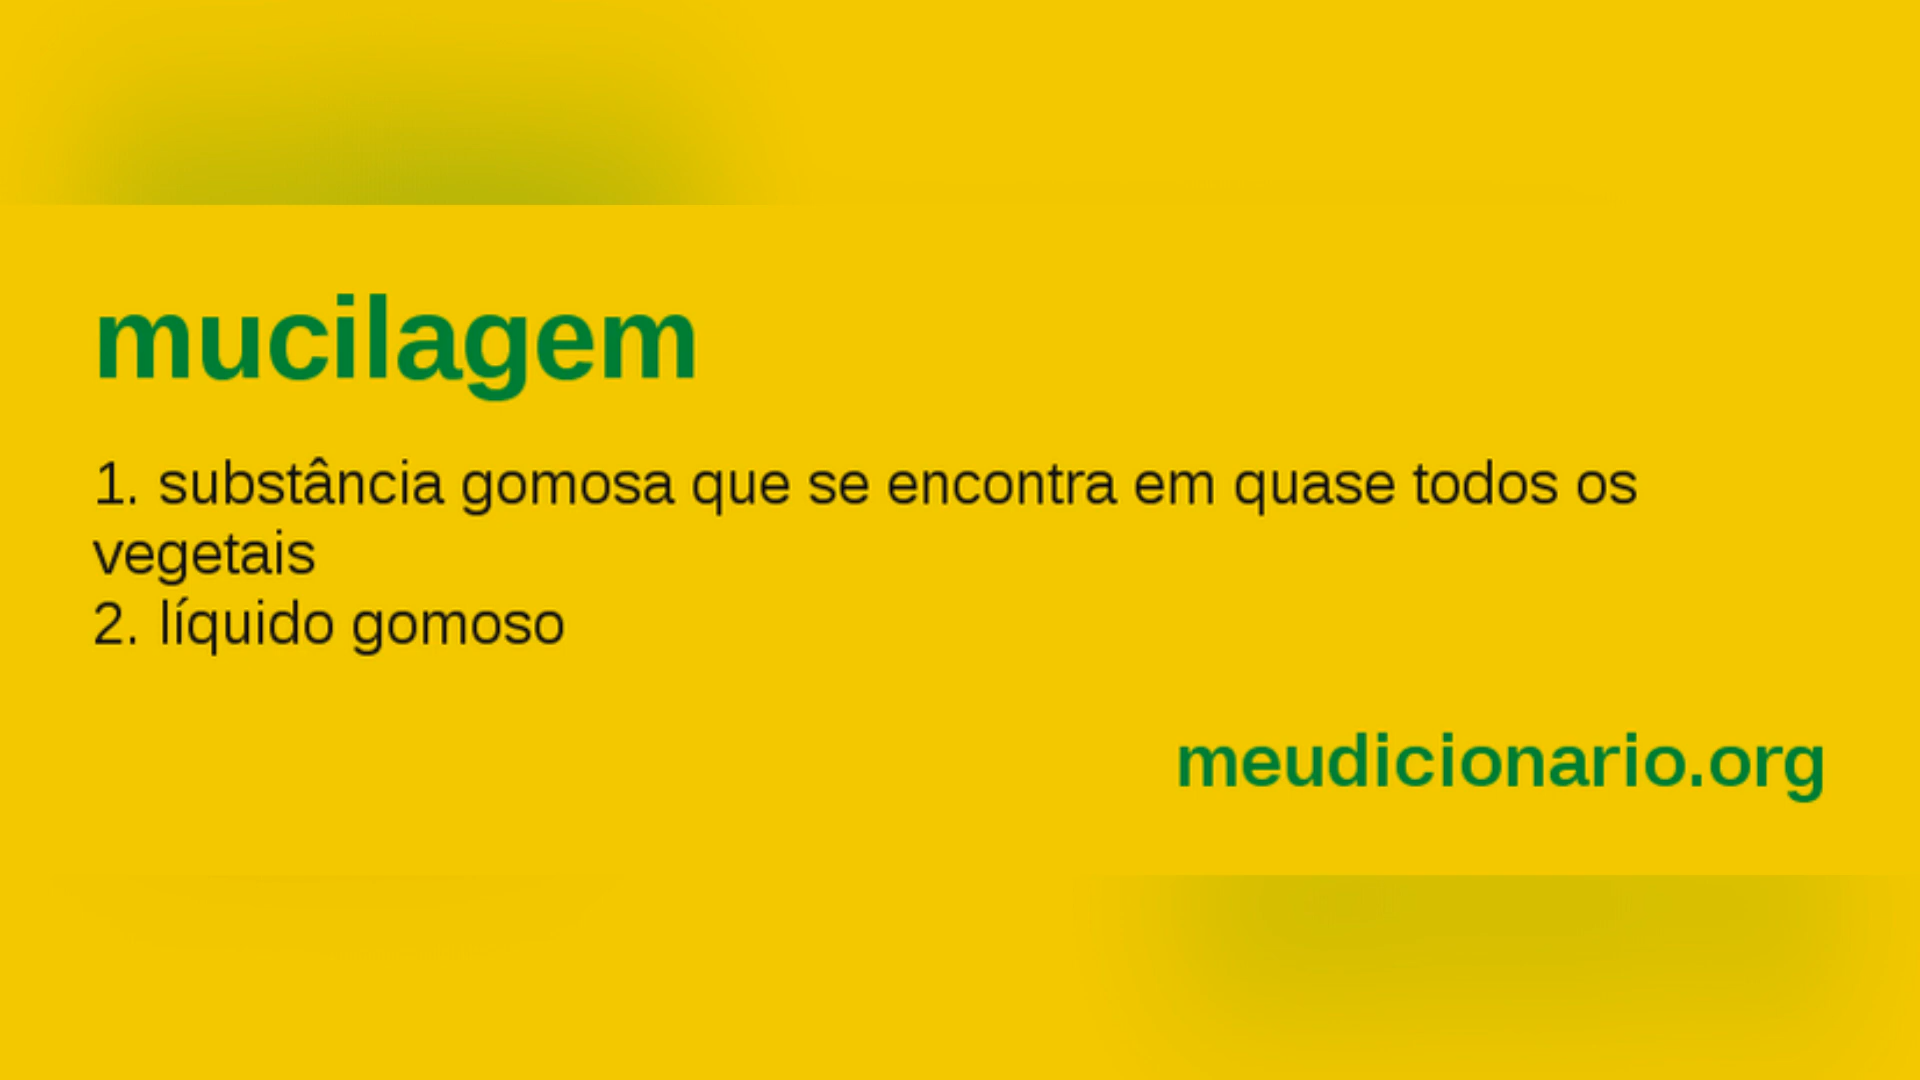 mucilagem
1. substância gomosa que se encontra em quase todos os
vegetais
2. líquido gomoso
meudicionario.org